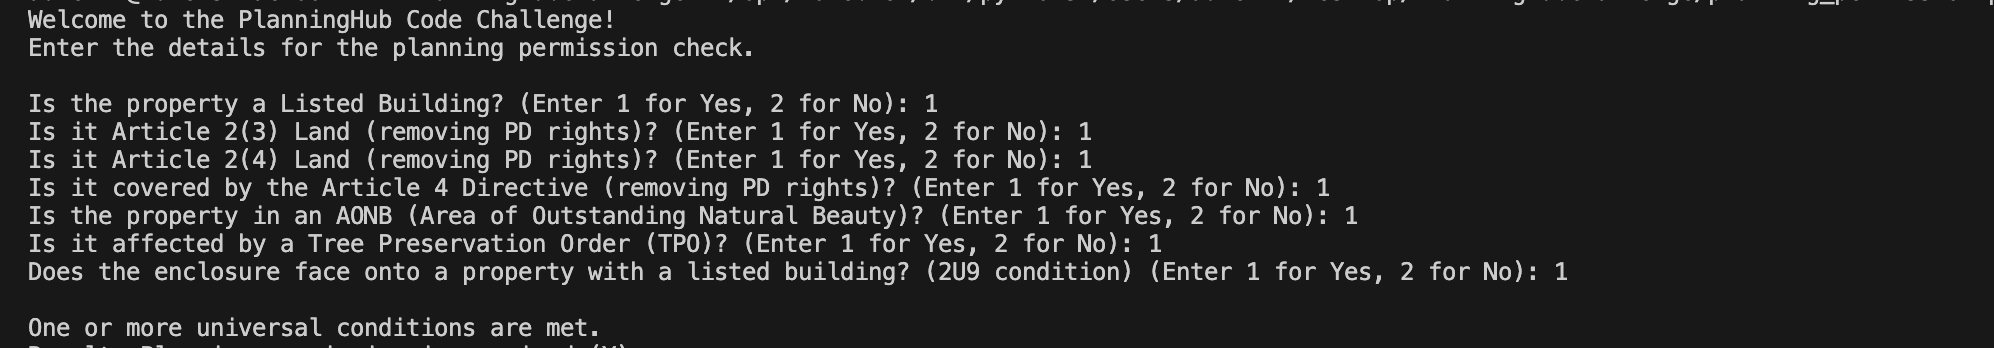 Welcome to the PlanningHub Code Challenge!
Enter the details for the planning permission check.
Is the property a Listed Building? (Enter 1 for Yes, 2 for No): 1
Is it Article 2(3) Land (removing PD rights)? (Enter 1 for Yes, 2 for No): 1
Is it Article 2(4) Land (removing PD rights)? (Enter 1 for Yes, 2 for No): 1
Is it covered by the Article 4 Directive (removing PD rights)? (Enter 1 for Yes, 2 for No): 1
Is the property in an AONB (Area of Outstanding Natural Beauty)? (Enter 1 for Yes, 2 for No): 1
Is it affected by a Tree Preservation Order (TPO)? (Enter 1 for Yes, 2 for No): 1
Does the enclosure face onto a property with a listed building? (2U9 condition) (Enter 1 for Yes, 2 for No): 1
One or more universal conditions are met.